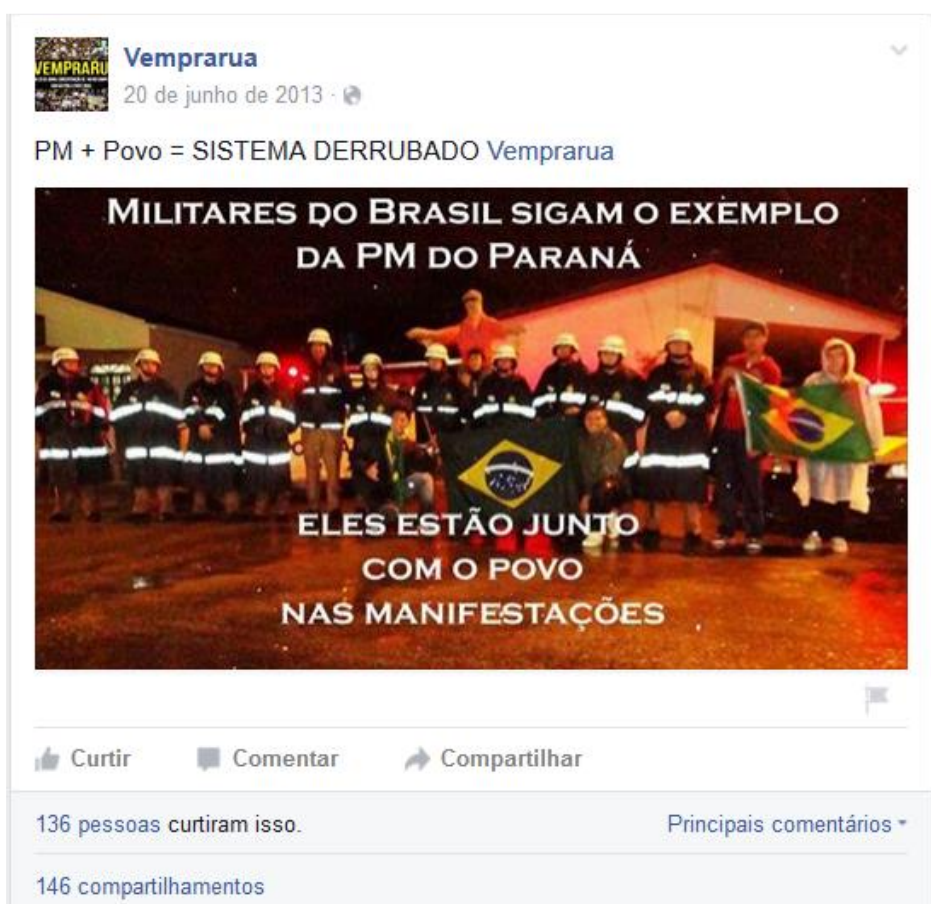 VEMPRARU
Vemprarua
20 de junho de 2013 ·
PM + Povo = SISTEMA DERRUBADO Vemprarua
MILITARES DO BRASIL SIGAM O EXEMPLO
DA PM DO PARANÁ
ELES ESTÃO JUNTO
COM O POVO
NAS MANIFESTAÇÕES
Curtir Comentar Compartilhar
136 pessoas curtiram isso. Principais comentários
146 compartilhamentos